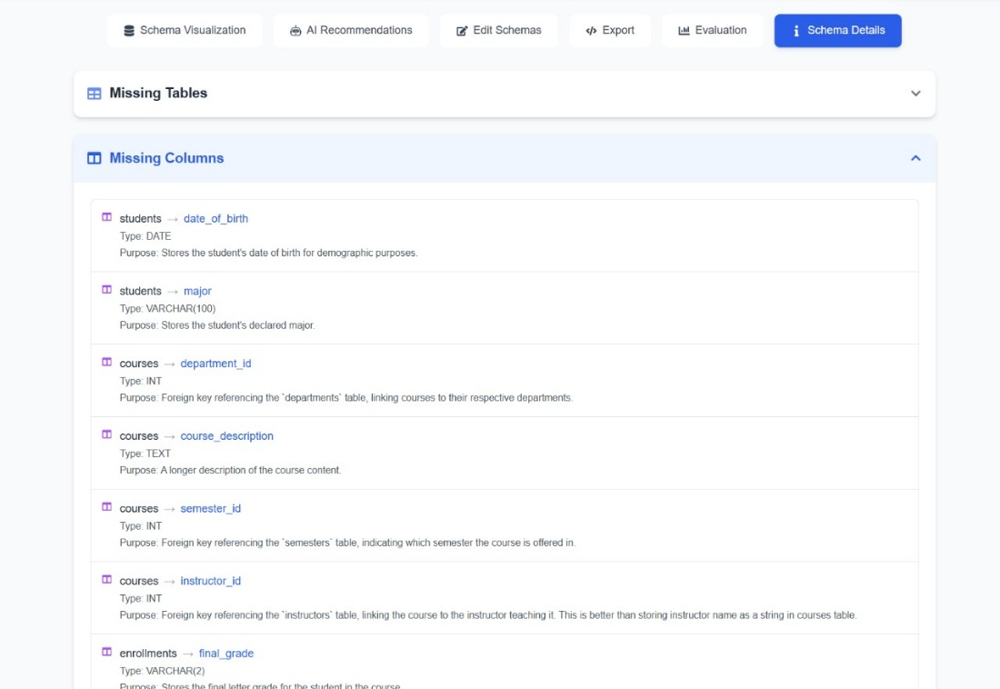 Schema Visualization AI Recommendations Edit Schemas Export Evaluation Schema Details
Missing Tables
Missing Columns
students → date_of_birth
Type: DATE
Purpose: Stores the student's date of birth for demographic purposes.
students → major
Type: VARCHAR(100)
Purpose: Stores the student's declared major.
courses → department_id
Type: INT
Purpose: Foreign key referencing the `departments` table, linking courses to their respective departments.
courses → course_description
Type: TEXT
Purpose: A longer description of the course content.
courses → semester_id
Type: INT
Purpose: Foreign key referencing the `semesters` table, indicating which semester the course is offered in.
courses → instructor_id
Type: INT
Purpose: Foreign key referencing the `instructors` table, linking the course to the instructor teaching it. This is better than storing instructor name as a string in courses table.
enrollments → final_grade
Type: VARCHAR(2)
Purpose: Stores the final letter grade for the student in the course.